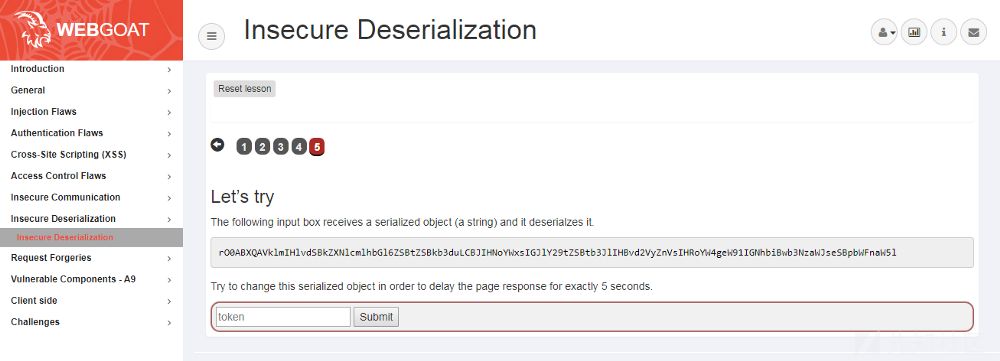 WEBGOAT
Introduction
General
Injection Flaws
Authentication Flaws
Cross-Site Scripting (XSS)
Access Control Flaws
Insecure Communication
Insecure Deserialization
Insecure Deserialization
Request Forgeries
Vulnerable Components - A9
Client side
Challenges
Insecure Deserialization
Reset lesson
1 2 3 4 5
Let's try
The following input box receives a serialized object (a string) and it deserialzes it.
rO0ABXQAVklmIHlvdSBkZXNlcmlhbGl6ZSBtZSBkb3duLCBJIHNoYWxsIGJlY29tZSBtb3JlIHBvd2VyZnVsIHRoYW4geW91IGNhbiBwb3NzaWJseSBpbWFnaW5l
Try to change this serialized object in order to delay the page response for exactly 5 seconds.
token Submit